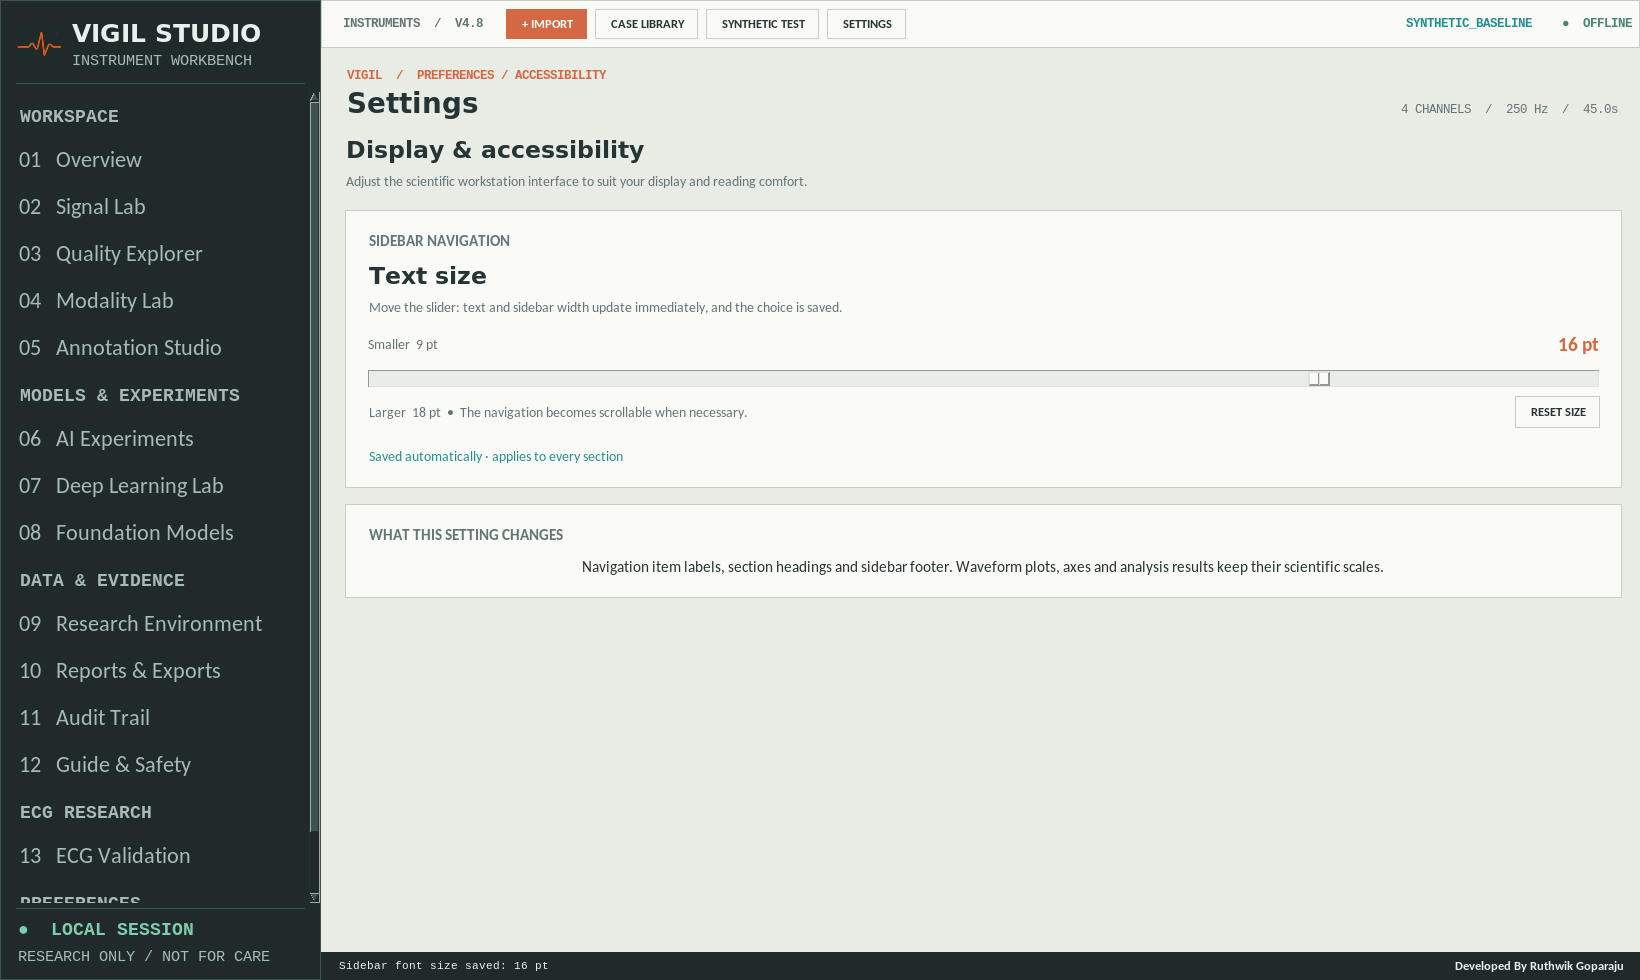 VIGIL STUDIO
INSTRUMENT WORKBENCH
WORKSPACE
01 Overview
02 Signal Lab
03 Quality Explorer
04 Modality Lab
05 Annotation Studio
MODELS & EXPERIMENTS
06 AI Experiments
07 Deep Learning Lab
08 Foundation Models
DATA & EVIDENCE
09 Research Environment
10 Reports & Exports
11 Audit Trail
12 Guide & Safety
ECG RESEARCH
13 ECG Validation
PREFERENCES
● LOCAL SESSION
RESEARCH ONLY / NOT FOR CARE
INSTRUMENTS / V4.8 + IMPORT CASE LIBRARY SYNTHETIC TEST SETTINGS SYNTHETIC_BASELINE ● OFFLINE
VIGIL / PREFERENCES / ACCESSIBILITY
Settings
4 CHANNELS / 250 Hz / 45.0s
Display & accessibility
Adjust the scientific workstation interface to suit your display and reading comfort.
SIDEBAR NAVIGATION
Text size
Move the slider: text and sidebar width update immediately, and the choice is saved.
Smaller 9 pt 16 pt
Larger 18 pt ● The navigation becomes scrollable when necessary. RESET SIZE
Saved automatically · applies to every section
WHAT THIS SETTING CHANGES
Navigation item labels, section headings and sidebar footer. Waveform plots, axes and analysis results keep their scientific scales.
Sidebar font size saved: 16 pt
Developed By Ruthwik Goparaju